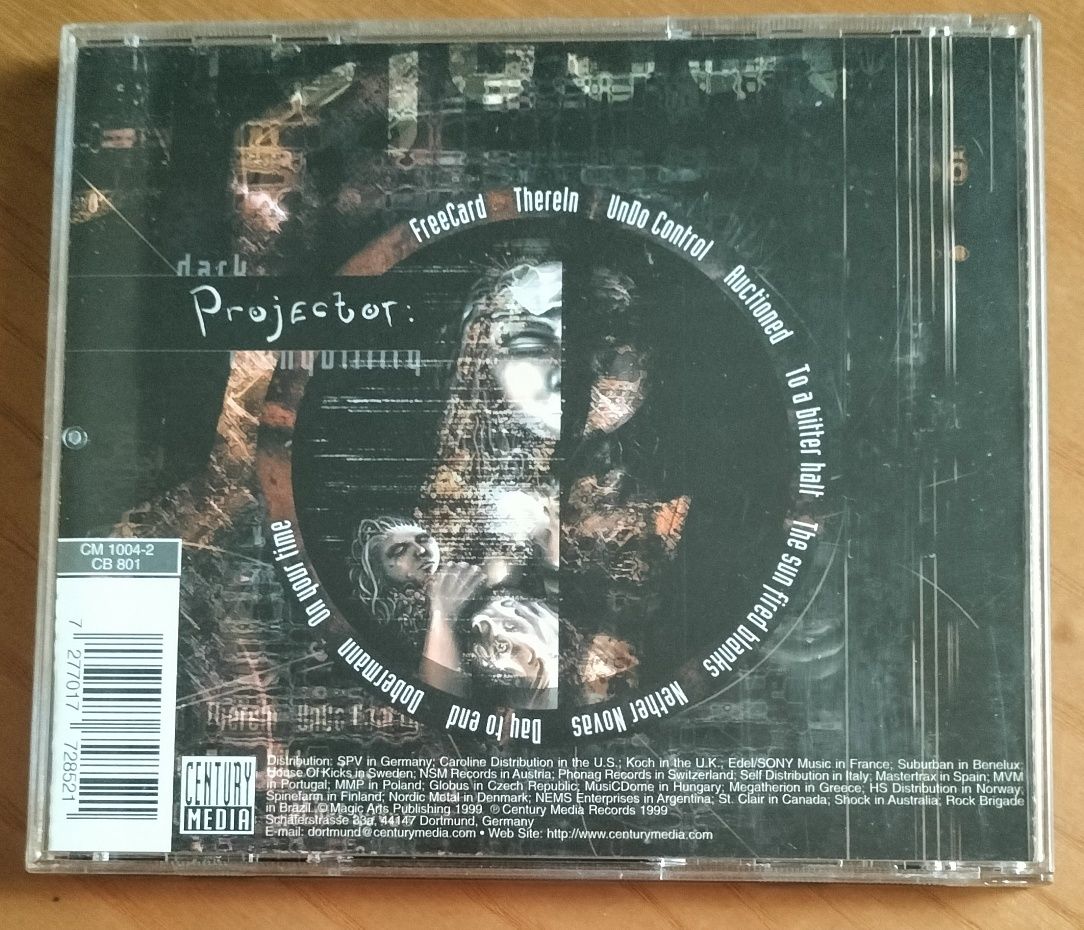 dark
Projector:
FreeCard
ThereIn
UnDo Control
Auctioned
To a bitter half
The sun fired blanks
Nether Novas
Day to end
Dobermann
On your time
CM 1004-2
CB 801
7 27017 72852 1
CENTURY
MEDIA
Distribution: SPV in Germany; Caroline Distribution in the U.S.; Koch in the U.K., Edel/SONY Music in France; Suburban in Benelux;
House Of Kicks in Sweden; NSM Records in Austria; Phonag Records in Switzerland; Self Distribution in Italy; Mastertrax in Spain; MVM
in Portugal; MMP in Poland; Globus in Czech Republic; MusiCDome in Hungary; Megatherion in Greece; HS Distribution in Norway,
Spinefarm in Finland; Nordic Metal in Denmark; NEMS Enterprises in Argentina; St. Clair in Canada; Shock in Australia; Rock Brigade
in Brazil. © Magic Arts Publishing 1999. ℗ Century Media Records 1999
Schäferstrasse 33a, 44147 Dortmund, Germany
E-mail: dortmund@centurymedia.com • Web Site: http://www.centurymedia.com